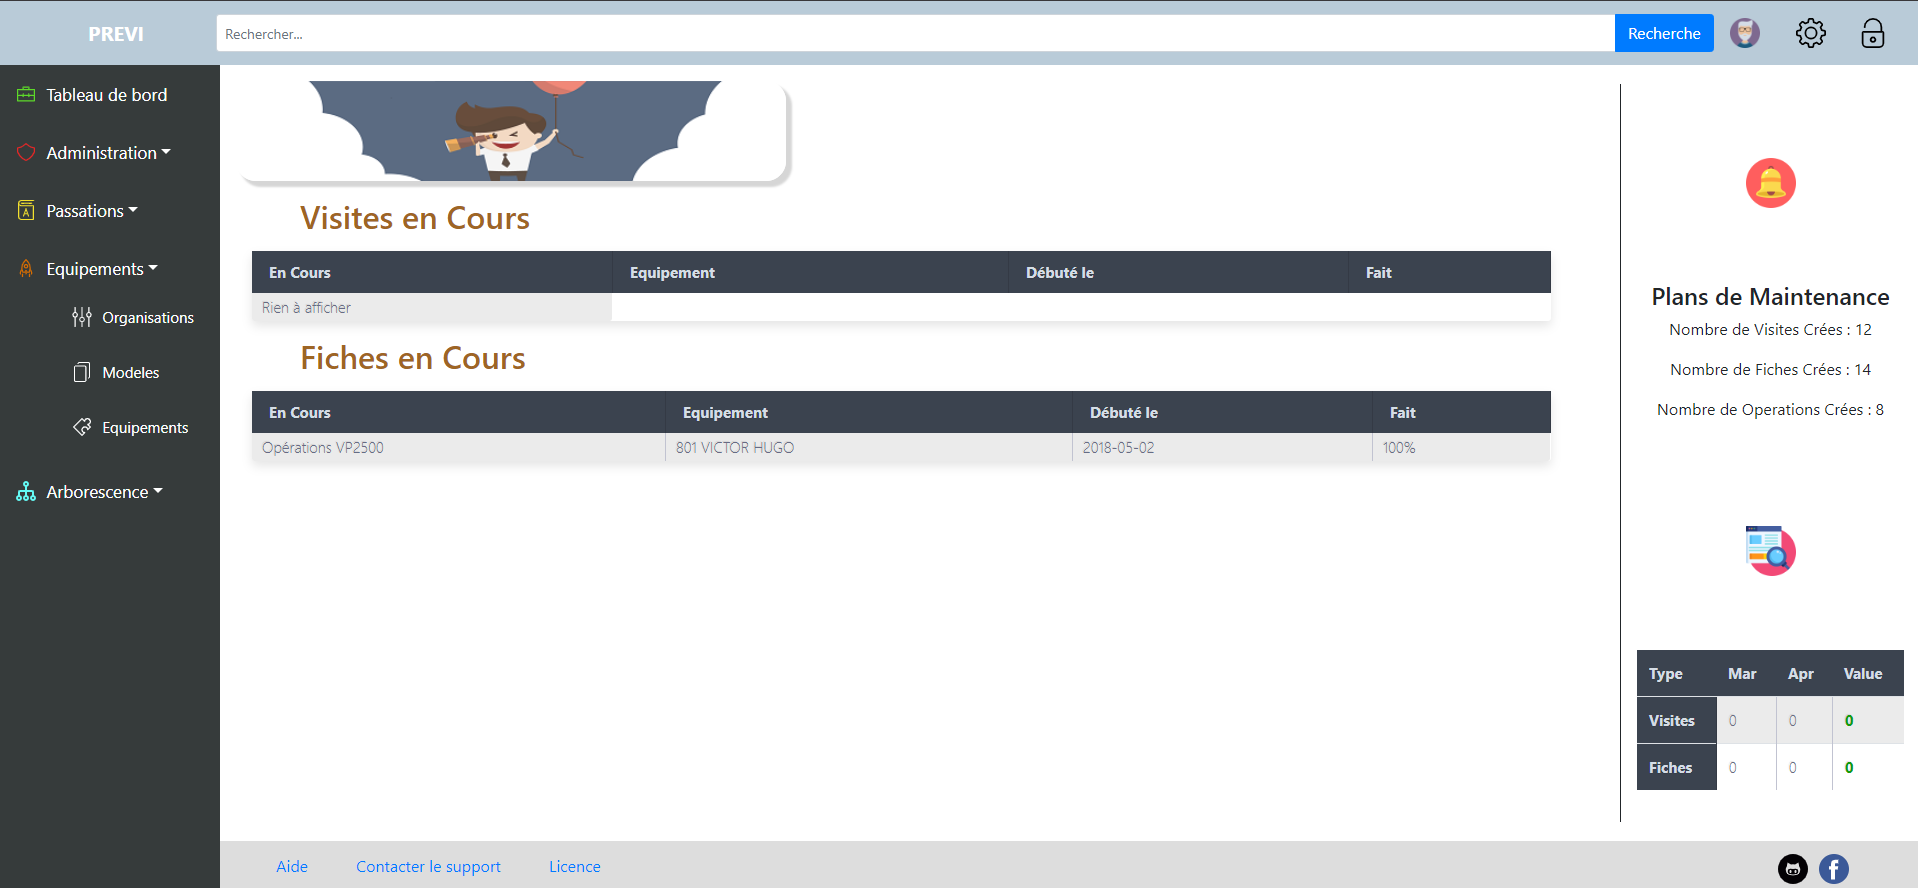 PREVI
Rechercher...
Recherche
Tableau de bord
Administration
Passations
Equipements
Organisations
Modeles
Equipements
Arborescence
Visites en Cours
En Cours Equipement Débuté le Fait
Rien à afficher
Fiches en Cours
En Cours Equipement Débuté le Fait
Opérations VP2500 801 VICTOR HUGO 2018-05-02 100%
Plans de Maintenance
Nombre de Visites Crées : 12
Nombre de Fiches Crées : 14
Nombre de Operations Crées : 8
Type Mar Apr Value
Visites 0 0 0
Fiches 0 0 0
Aide Contacter le support Licence